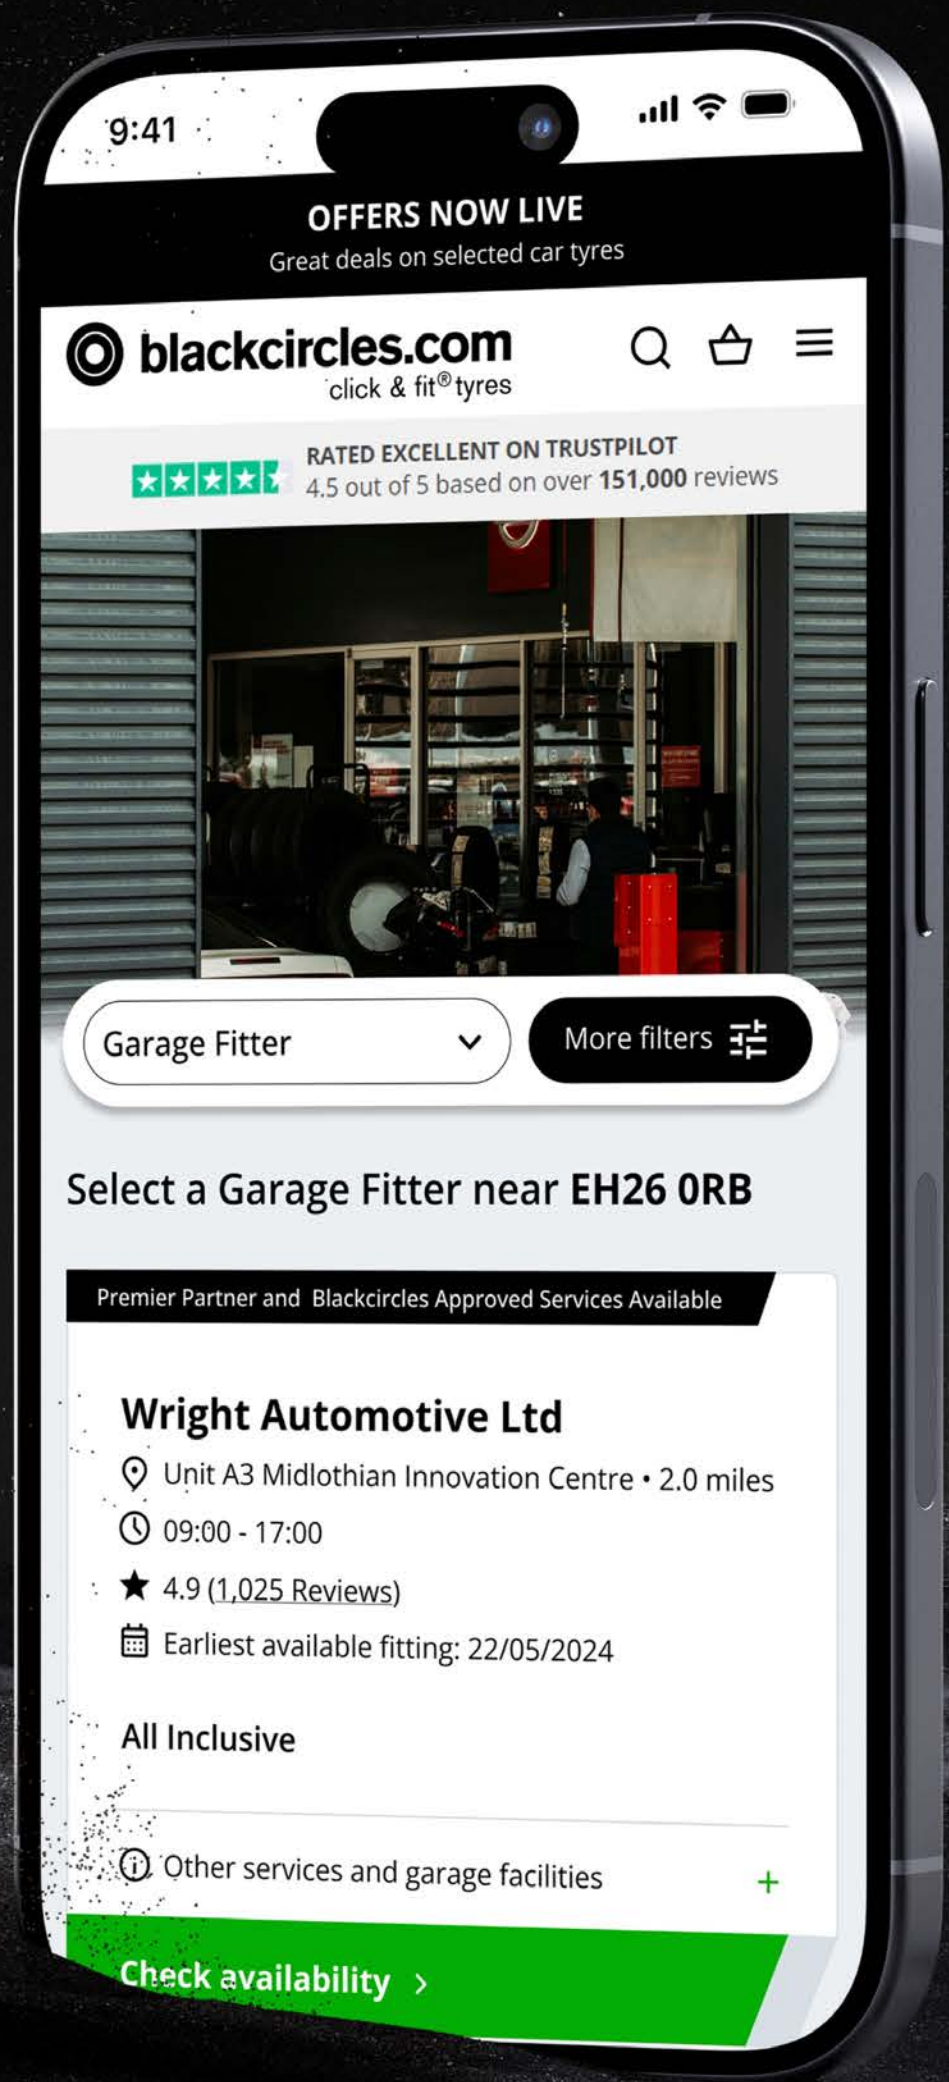 9:41
OFFERS NOW LIVE
Great deals on selected car tyres
blackcircles.com
click & fit® tyres
RATED EXCELLENT ON TRUSTPILOT
4.5 out of 5 based on over 151,000 reviews
Garage Fitter
More filters
Select a Garage Fitter near EH26 0RB
Premier Partner and Blackcircles Approved Services Available
Wright Automotive Ltd
Unit A3 Midlothian Innovation Centre • 2.0 miles
09:00 - 17:00
4.9 (1,025 Reviews)
Earliest available fitting: 22/05/2024
All Inclusive
Other services and garage facilities
Check availability